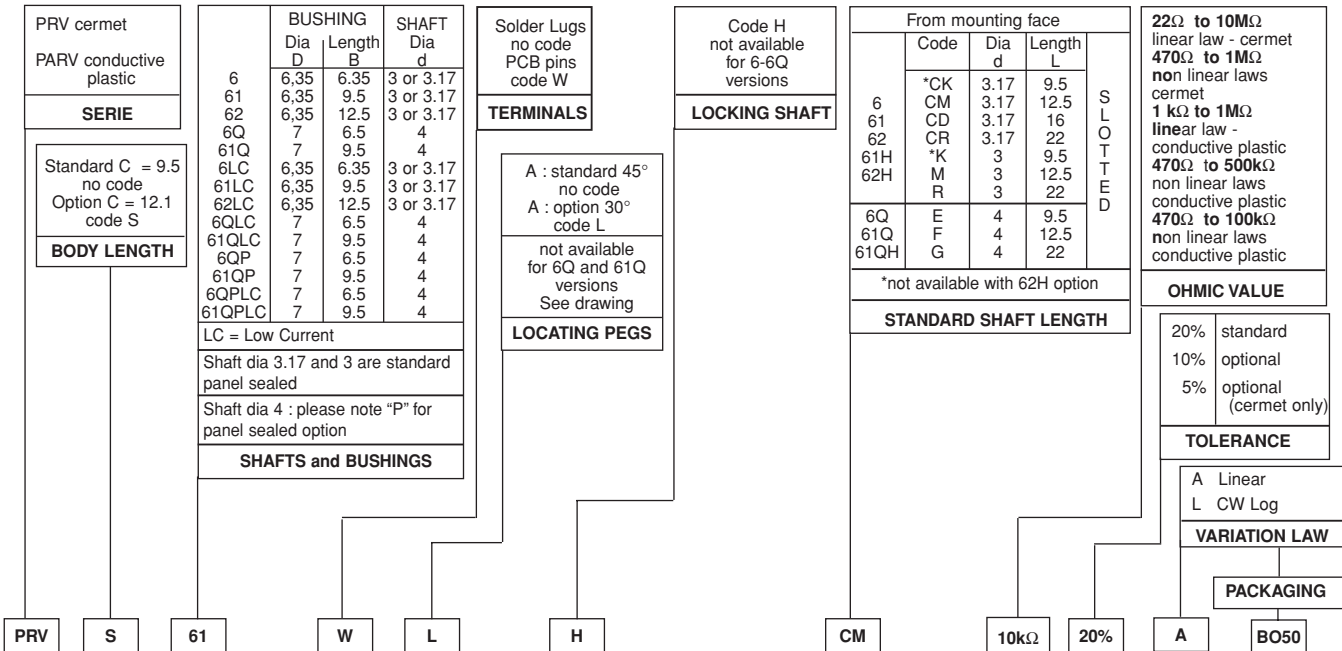 PRV cermet
PARV conductive
plastic
SERIE
Standard C = 9.5
no code
Option C = 12.1
code S
BODY LENGTH
BUSHING SHAFT
Dia Length Dia
D B d
6 6,35 6.35 3 or 3.17
61 6,35 9.5 3 or 3.17
62 6,35 12.5 3 or 3.17
6Q 7 6.5 4
61Q 7 9.5 4
6LC 6,35 6.35 3 or 3.17
61LC 6,35 9.5 3 or 3.17
62LC 6,35 12.5 3 or 3.17
6QLC 7 6.5 4
61QLC 7 9.5 4
6QP 7 6.5 4
61QP 7 9.5 4
6QPLC 7 6.5 4
61QPLC 7 9.5 4
LC = Low Current
Shaft dia 3.17 and 3 are standard
panel sealed
Shaft dia 4 : please note “P” for
panel sealed option
SHAFTS and BUSHINGS
Solder Lugs
no code
PCB pins
code W
TERMINALS
A : standard 45°
no code
A : option 30°
code L
not available
for 6Q and 61Q
versions
See drawing
LOCATING PEGS
Code H
not available
for 6-6Q
versions
LOCKING SHAFT
From mounting face
Code Dia Length
d L
*CK 3.17 9.5
6 CM 3.17 12.5
61 CD 3.17 16
62 CR 3.17 22
61H *K 3 9.5
62H M 3 12.5
R 3 22
6Q E 4 9.5
61Q F 4 12.5
61QH G 4 22
SLOTTED
*not available with 62H option
STANDARD SHAFT LENGTH
22Ω to 10MΩ
linear law - cermet
470Ω to 1MΩ
non linear laws
cermet
1 kΩ to 1MΩ
linear law -
conductive plastic
470Ω to 500kΩ
non linear laws
conductive plastic
470Ω to 100kΩ
non linear laws
conductive plastic
OHMIC VALUE
20% standard
10% optional
5% optional
(cermet only)
TOLERANCE
A Linear
L CW Log
VARIATION LAW
PACKAGING
PRV S 61 W L H CM 10kΩ 20% A BO50